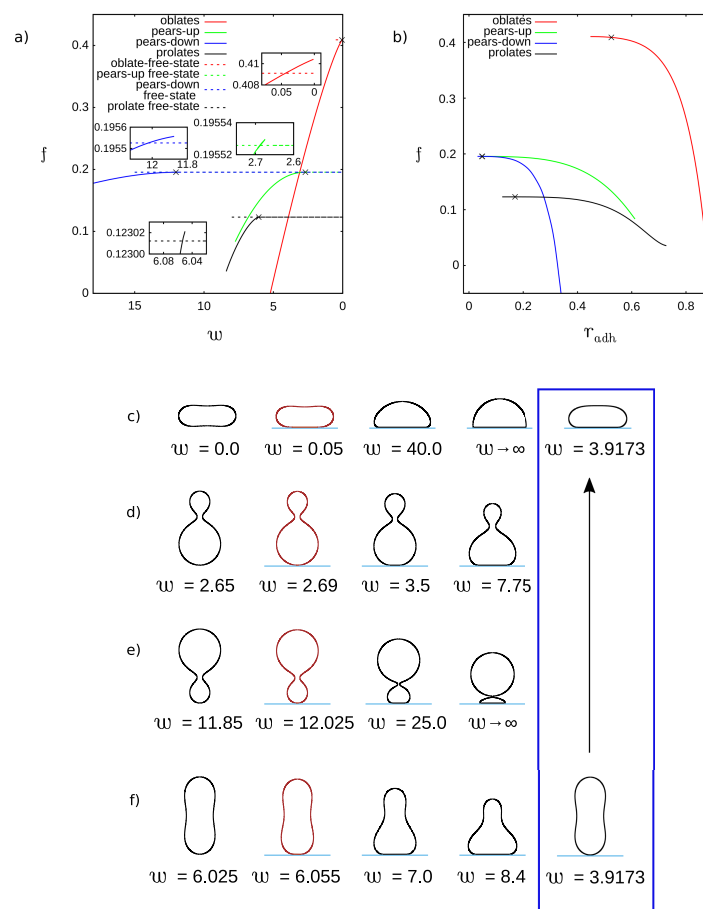 a)
oblates
pears-up
pears-down
prolates
oblate-free-state
pears-up free-state
pears-down
free-state
prolate free-state
f
0.4
0.3
0.2
0.1
0
15
10
5
0
w
0.41
0.408
0.05
0
0.1956
0.1955
12
11.8
0.19554
0.19552
2.7
2.6
0.12302
0.12300
6.08
6.04
b)
oblates
pears-up
pears-down
prolates
f
0.4
0.3
0.2
0.1
0
0
0.2
0.4
0.6
0.8
r adh
c)
w = 0.0
w = 0.05
w = 40.0
w → ∞
w = 3.9173
d)
w = 2.65
w = 2.69
w = 3.5
w = 7.75
e)
w = 11.85
w = 12.025
w = 25.0
w → ∞
f)
w = 6.025
w = 6.055
w = 7.0
w = 8.4
w = 3.9173